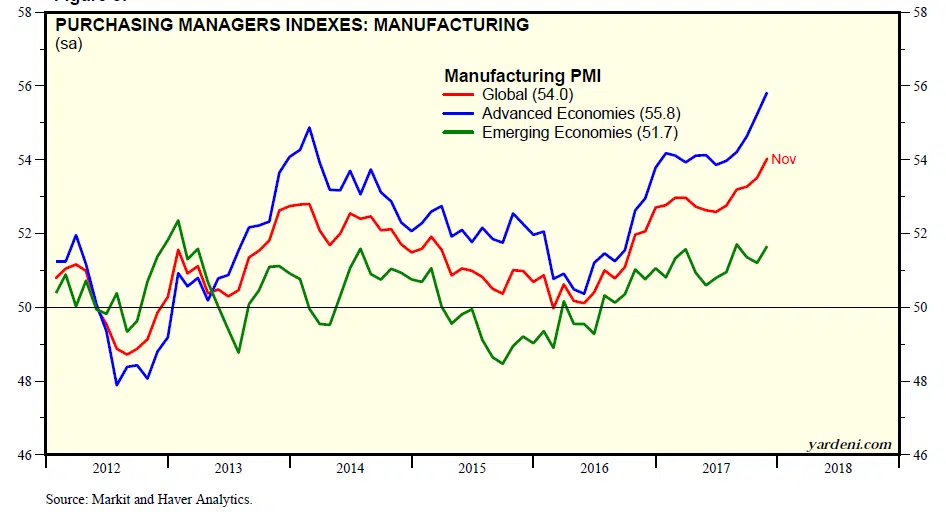 PURCHASING MANAGERS INDEXES: MANUFACTURING
(sa)
Manufacturing PMI
Global (54.0)
Advanced Economies (55.8)
Emerging Economies (51.7)
58
56
54
52
50
48
46
58
56
54
52
50
48
46
Nov
yardeni.com
2012 2013 2014 2015 2016 2017 2018
Source: Markit and Haver Analytics.